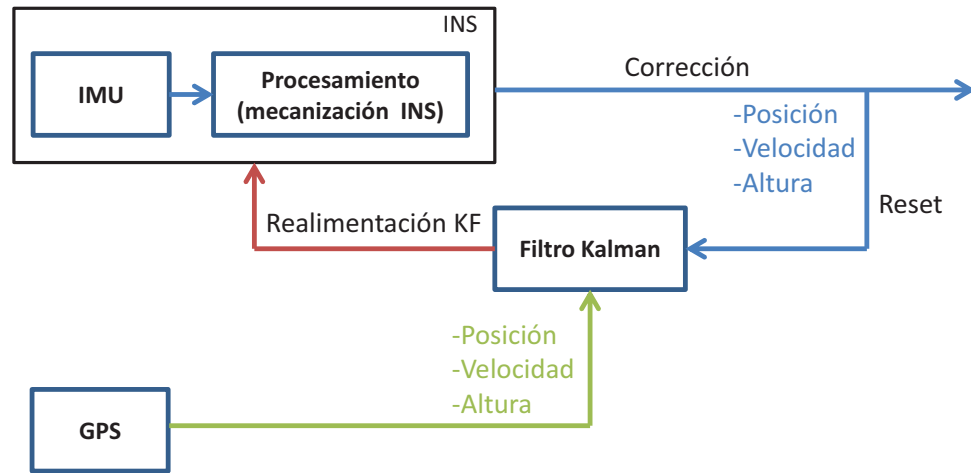 INS
IMU
Procesamiento
(mecanización INS)
Corrección
-Posición
-Velocidad
-Altura
Reset
Realimentación KF
Filtro Kalman
-Posición
-Velocidad
-Altura
GPS